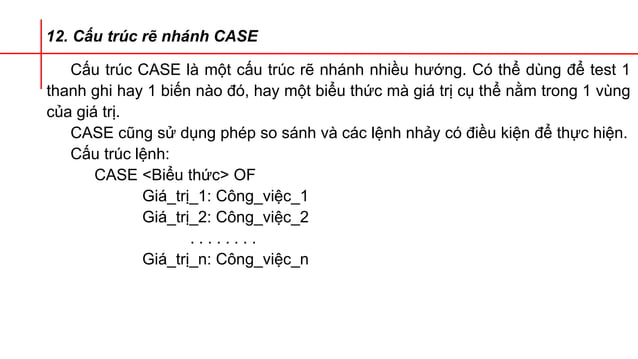 12. Cấu trúc rẽ nhánh CASE
Cấu trúc CASE là một cấu trúc rẽ nhánh nhiều hướng. Có thể dùng để test 1
thanh ghi hay 1 biến nào đó, hay một biểu thức mà giá trị cụ thể nằm trong 1 vùng
của giá trị.
CASE cũng sử dụng phép so sánh và các lệnh nhảy có điều kiện để thực hiện.
Cấu trúc lệnh:
CASE <Biểu thức> OF
Giá_trị_1: Công_việc_1
Giá_trị_2: Công_việc_2
. . . . . . . .
Giá_trị_n: Công_việc_n